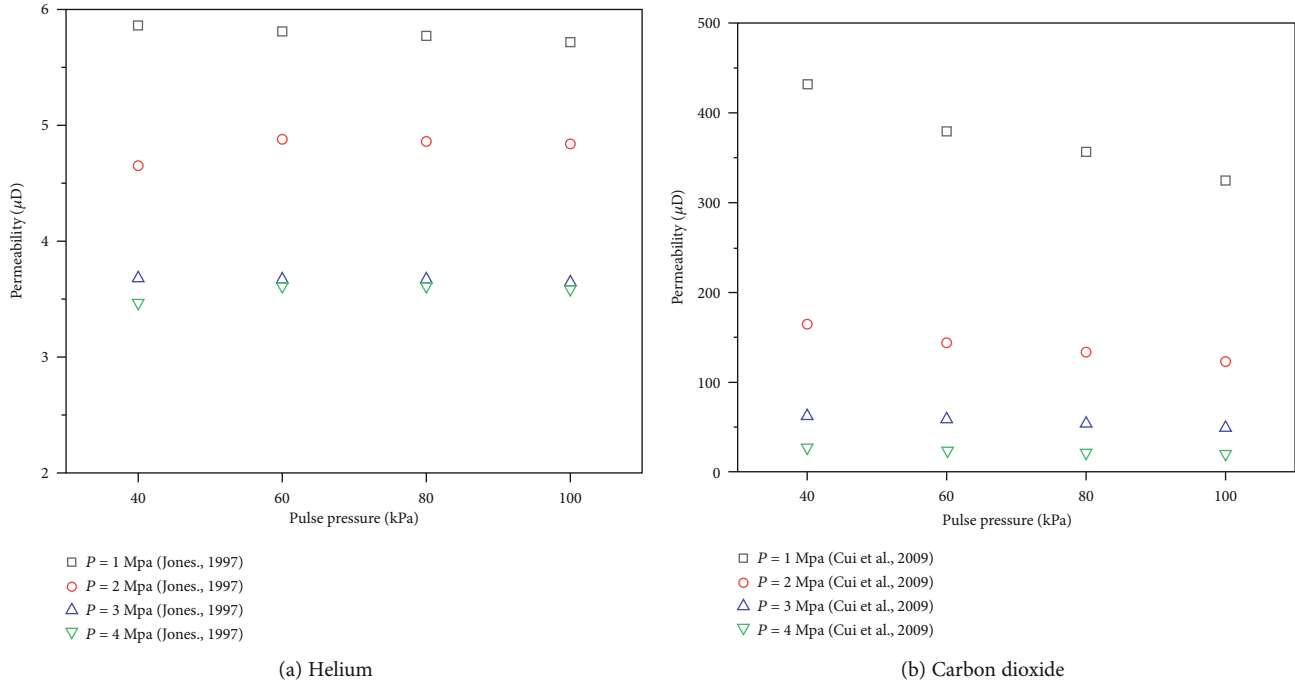 6
5
4
3
2
Permeability (μD)
40 60 80 100
Pulse pressure (kPa)
P = 1 Mpa (Jones., 1997)
P = 2 Mpa (Jones., 1997)
P = 3 Mpa (Jones., 1997)
P = 4 Mpa (Jones., 1997)
(a) Helium
500
400
300
200
100
0
Permeability (μD)
40 60 80 100
Pulse pressure (kPa)
P = 1 Mpa (Cui et al., 2009)
P = 2 Mpa (Cui et al., 2009)
P = 3 Mpa (Cui et al., 2009)
P = 4 Mpa (Cui et al., 2009)
(b) Carbon dioxide